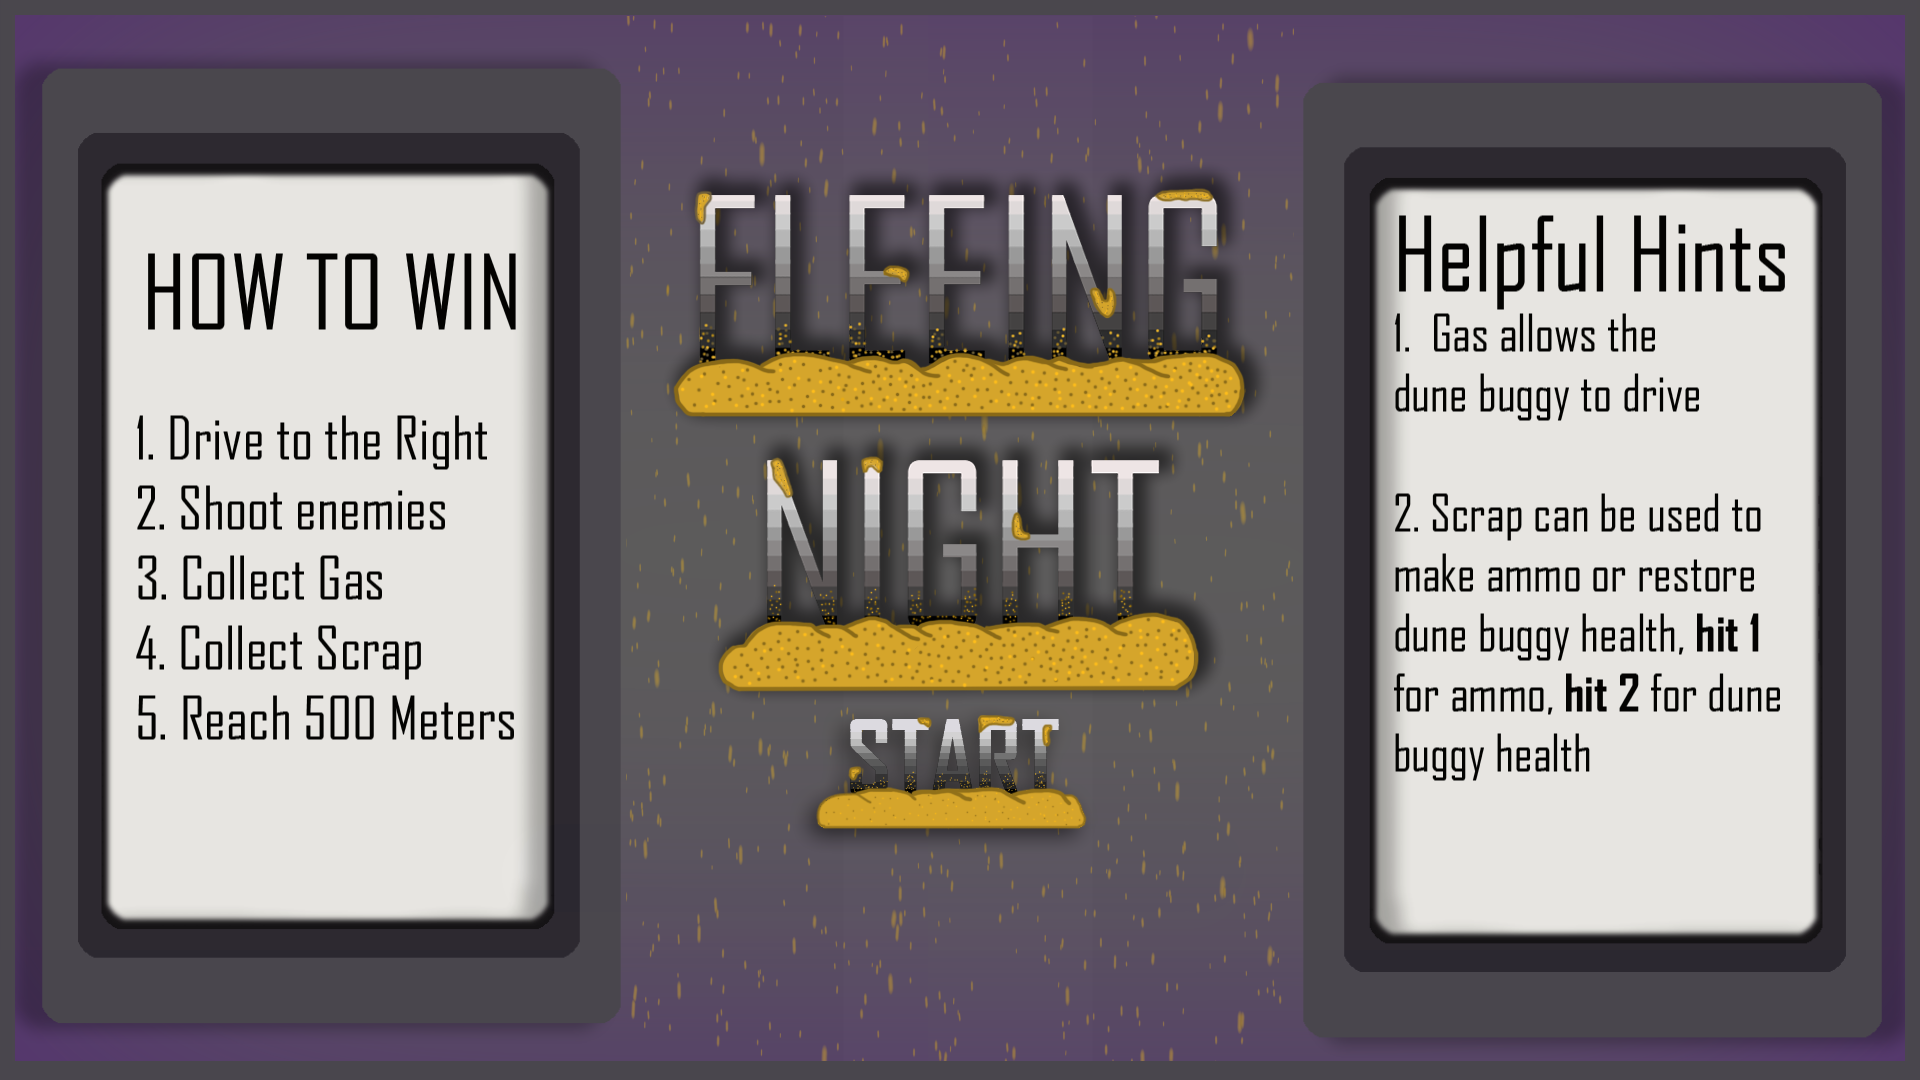 HOW TO WIN
1. Drive to the Right
2. Shoot enemies
3. Collect Gas
4. Collect Scrap
5. Reach 500 Meters
FLEEING
NIGHT
START
Helpful Hints
1. Gas allows the
dune buggy to drive
2. Scrap can be used to
make ammo or restore
dune buggy health, hit 1
for ammo, hit 2 for dune
buggy health